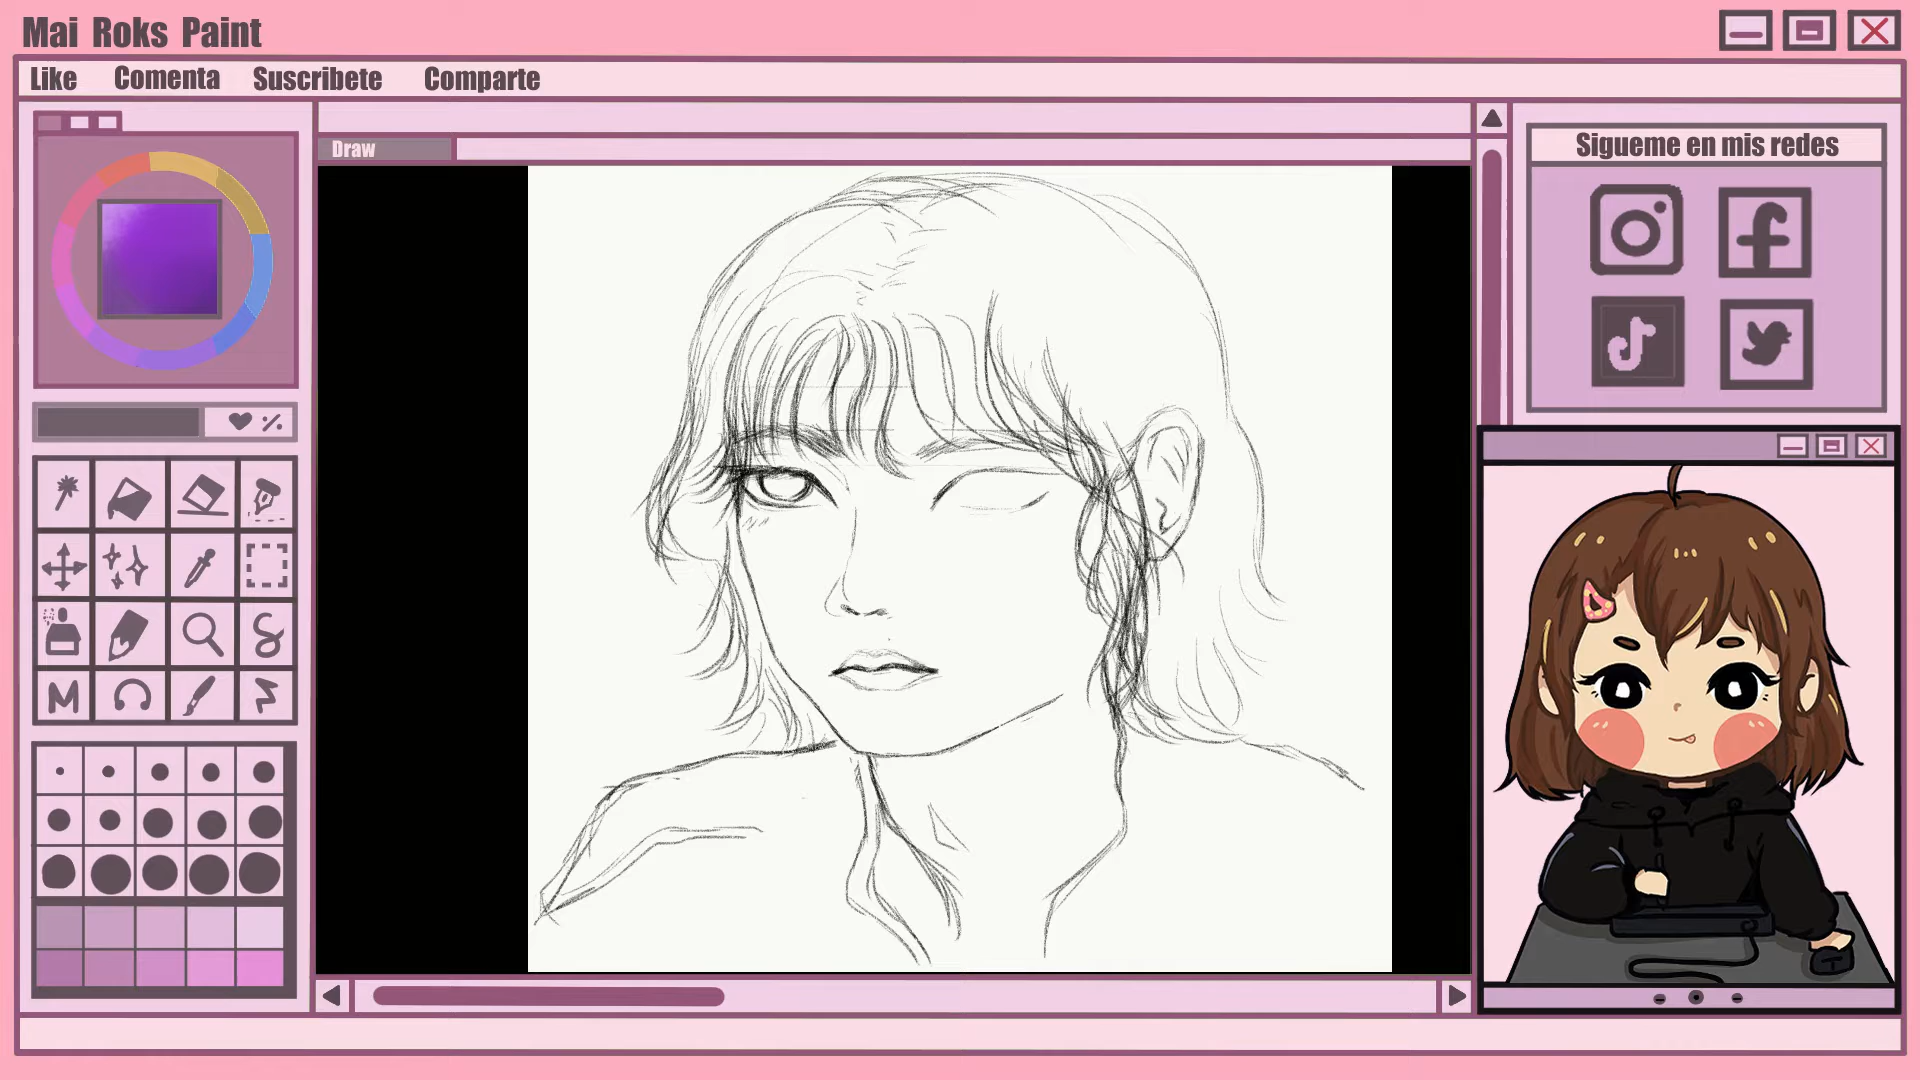 Mai Roks Paint
Like Comenta Suscribete Comparte
Draw
Sigueme en mis redes